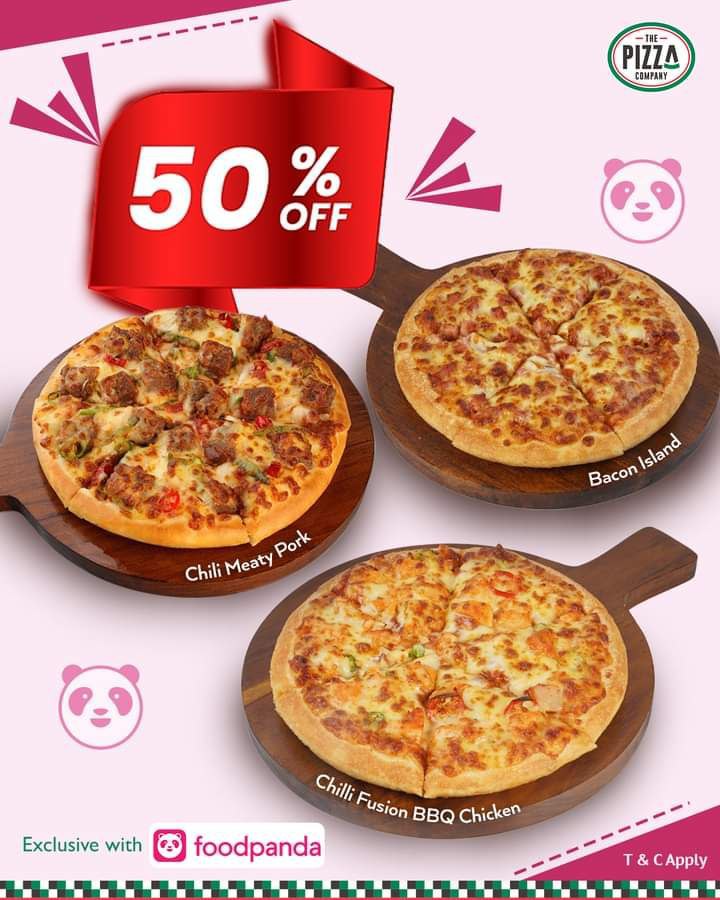 THE
PIZZA
COMPANY
50 %
OFF
Bacon Island
Chili Meaty Pork
Chilli Fusion BBQ Chicken
Exclusive with foodpanda
T & C Apply